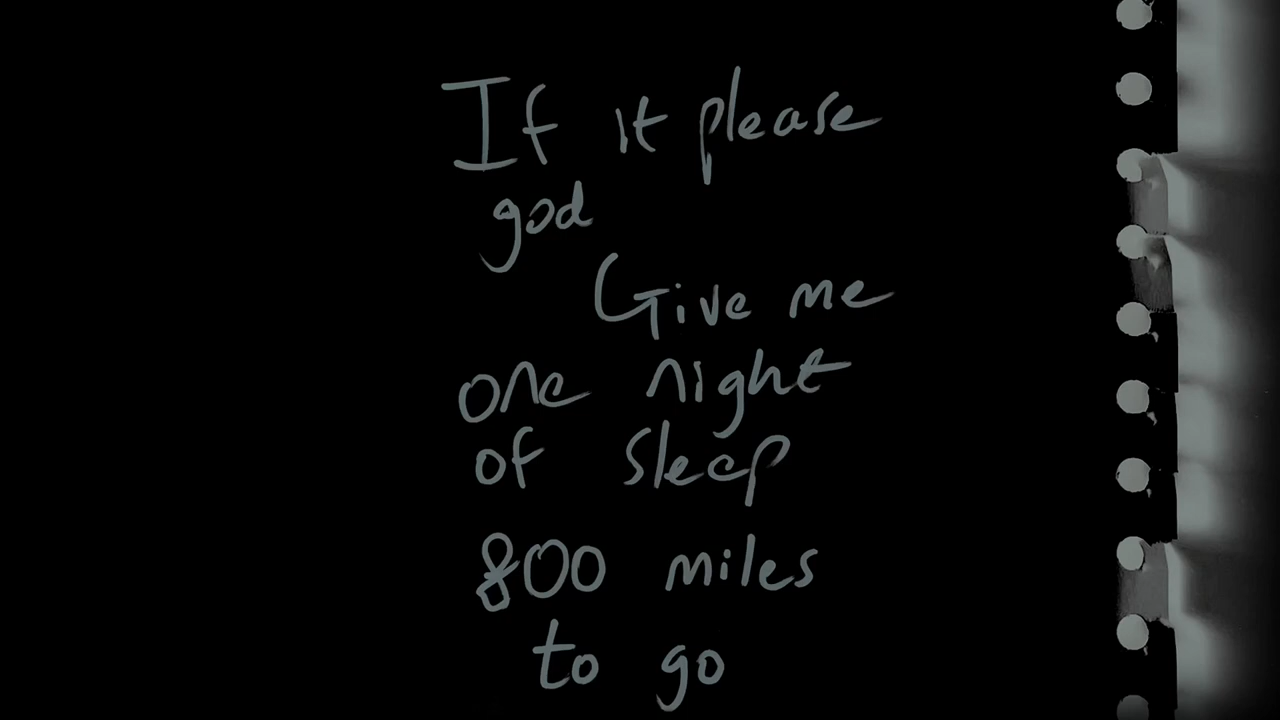 If it please
god
Give me
one night
of sleep
800 miles
to go